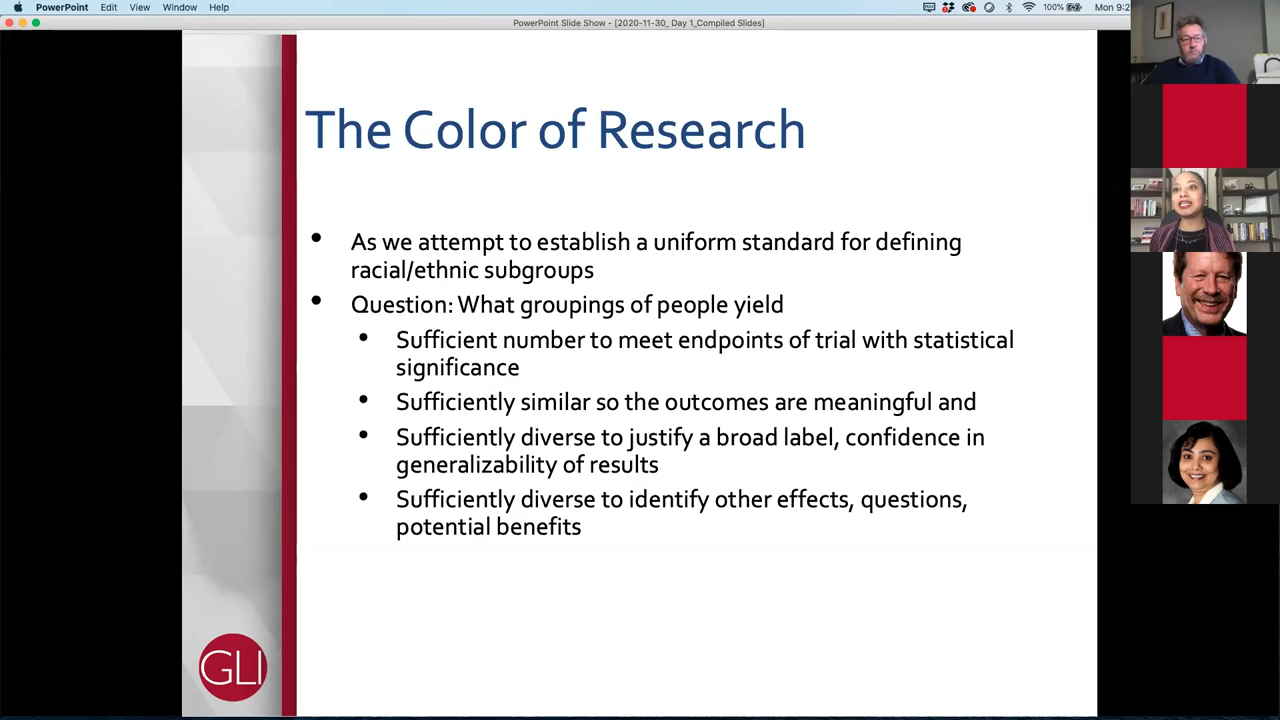 PowerPoint Edit View Window Help 100% Mon 9:2
PowerPoint Slide Show - [2020-11-30_ Day 1_Compiled Slides]
The Color of Research
• As we attempt to establish a uniform standard for defining
racial/ethnic subgroups
• Question: What groupings of people yield
• Sufficient number to meet endpoints of trial with statistical
significance
• Sufficiently similar so the outcomes are meaningful and
• Sufficiently diverse to justify a broad label, confidence in
generalizability of results
• Sufficiently diverse to identify other effects, questions,
potential benefits
GLI